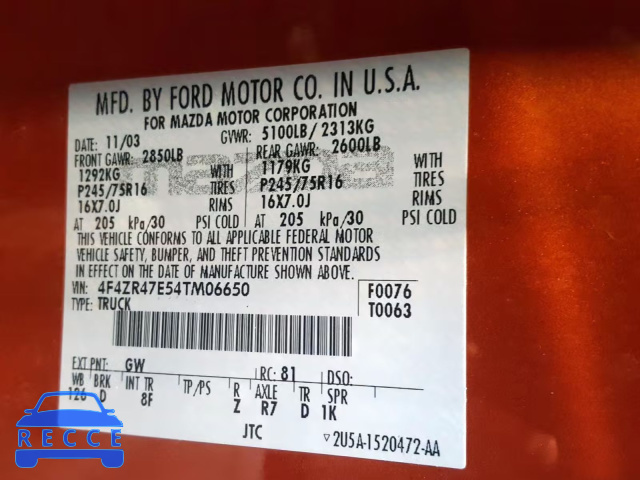 MFD. BY FORD MOTOR CO. IN U.S.A.
FOR MAZDA MOTOR CORPORATION
DATE: 11/03 GVWR: 5100LB/ 2313KG
FRONT GAWR: 2850LB REAR GAWR: 2600LB
1292KG WITH 1179KG WITH
P245/75R16 TIRES P245/75R16 TIRES
16X7.0J RIMS 16X7.0J RIMS
AT 205 kPa/30 PSI COLD AT 205 kPa/30 PSI COLD
THIS VEHICLE CONFORMS TO ALL APPLICABLE FEDERAL MOTOR
VEHICLE SAFETY, BUMPER, AND THEFT PREVENTION STANDARDS
IN EFFECT ON THE DATE OF MANUFACTURE SHOWN ABOVE.
VIN: 4F4ZR47E54TM06650 F0076
TYPE: TRUCK T0063
EXT PNT: GW RC: 81 DSO:
WB BRK INT TR TP/PS R AXLE TR SPR
126 D 8F Z R7 D 1K
JTC ▽2U5A-1520472-AA
RECCE